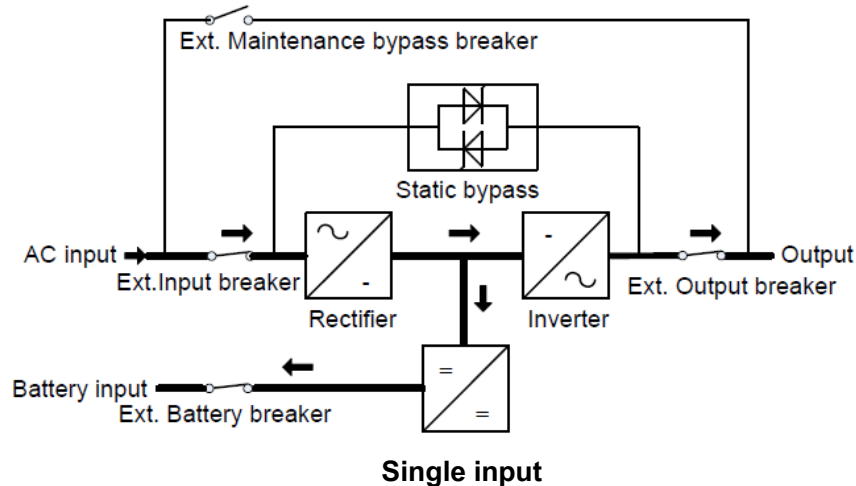 Ext. Maintenance bypass breaker
Static bypass
AC input
Output
Ext.Input breaker
Ext. Output breaker
-
-
Rectifier
Inverter
=
=
Battery input
Ext. Battery breaker
Single input